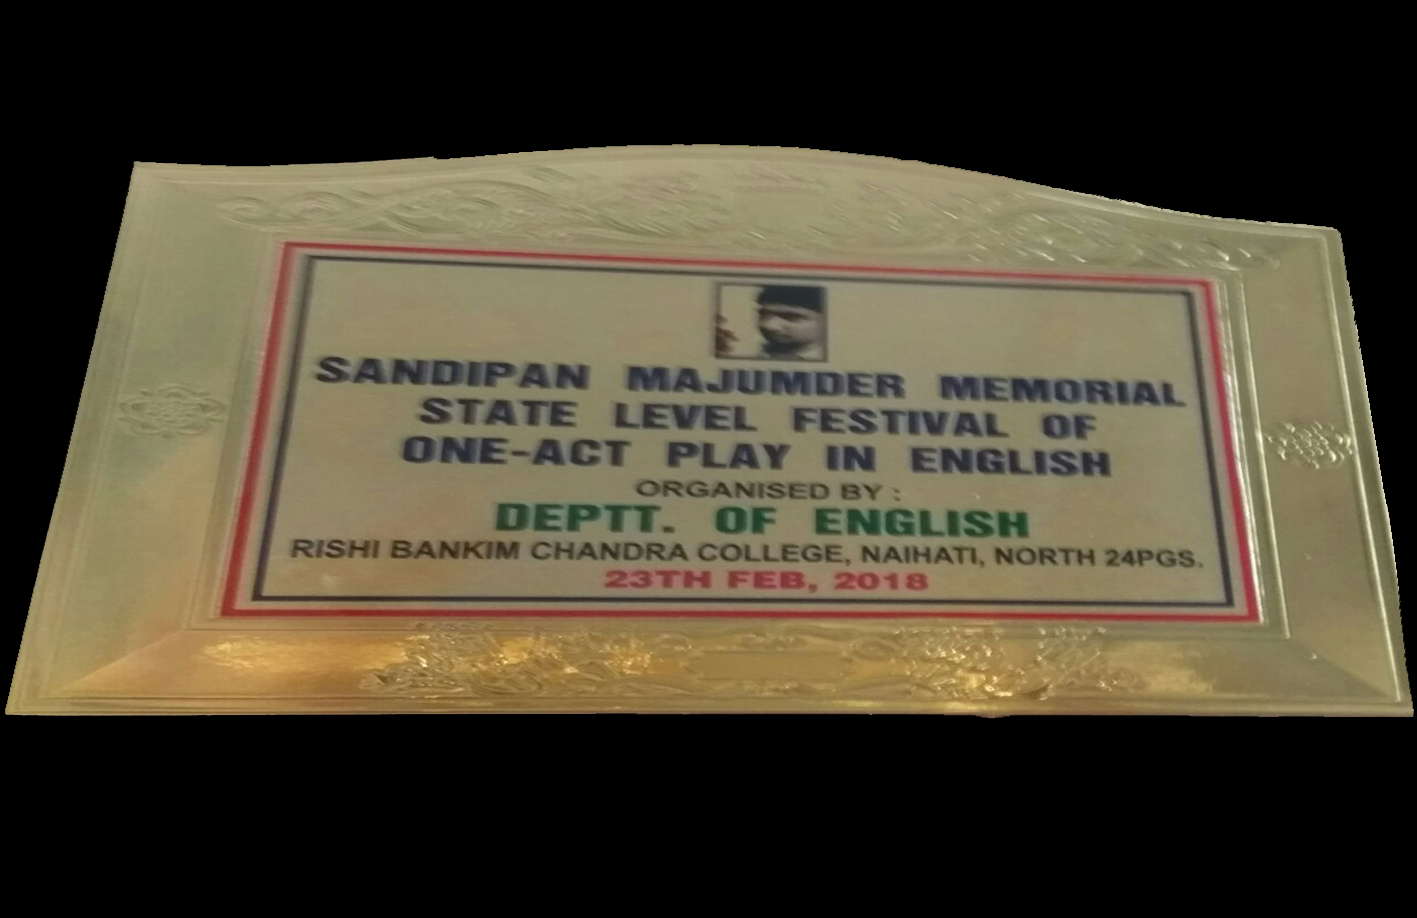 SANDIPAN MAJUMDER MEMORIAL
STATE LEVEL FESTIVAL OF
ONE-ACT PLAY IN ENGLISH
ORGANISED BY :
DEPTT. OF ENGLISH
RISHI BANKIM CHANDRA COLLEGE, NAIHATI, NORTH 24PGS.
23TH FEB, 2018